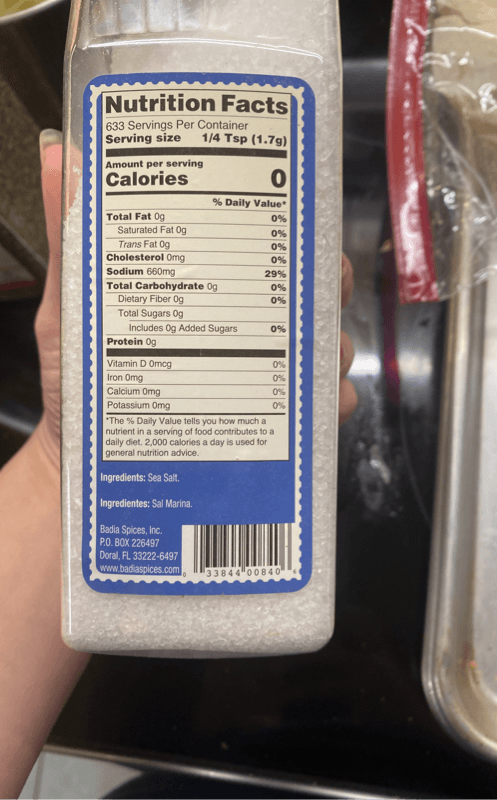 Nutrition Facts
633 Servings Per Container
Serving size 1/4 Tsp (1.7g)
Amount per serving
Calories 0
% Daily Value*
Total Fat 0g 0%
Saturated Fat 0g 0%
Trans Fat 0g 0%
Cholesterol 0mg 0%
Sodium 660mg 29%
Total Carbohydrate 0g 0%
Dietary Fiber 0g 0%
Total Sugars 0g
Includes 0g Added Sugars 0%
Protein 0g
Vitamin D 0mcg 0%
Iron 0mg 0%
Calcium 0mg 0%
Potassium 0mg 0%
*The % Daily Value tells you how much a
nutrient in a serving of food contributes to a
daily diet. 2,000 calories a day is used for
general nutrition advice.
Ingredients: Sea Salt.
Ingredientes: Sal Marina.
Badia Spices, Inc.
P.O. BOX 226497
Doral, FL 33222-6497
www.badiaspices.com
0 33844 00840 6